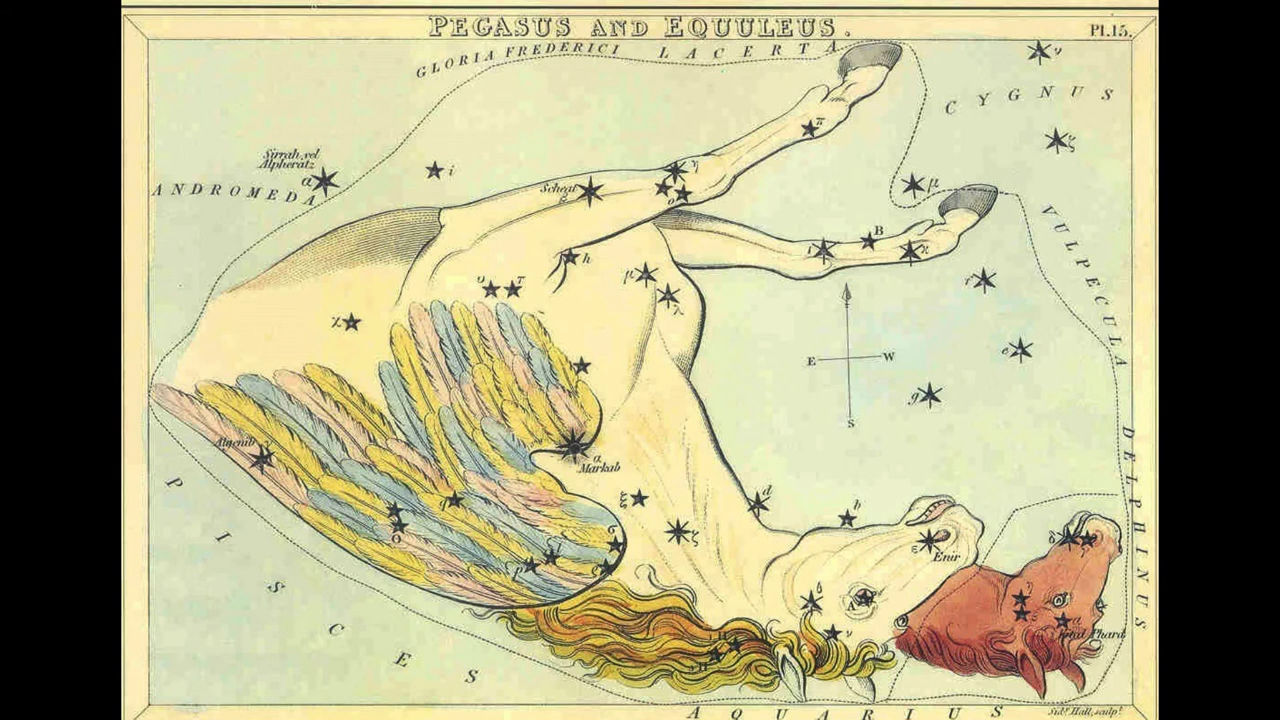 PEGASUS AND EQUULEUS.
Pl.15.
GLORIA FREDERICI
LACERTA
ν
CYGNUS
ζ
Sirrah vel
Alpheratz
α
ANDROMEDA
i
Scheat
η
ο
π
μ
ι
B
χ
VULPECULA
h
υ τ
μ
λ
χ
E W
S
e
g
Algenib γ
α
Markab
ξ
ζ
d
b
DELPHINUS
PISCES
ρ
ε
Enir
δ γ
θ
ν
α
AQUARIUS
Sidy. Hall, sculpt.